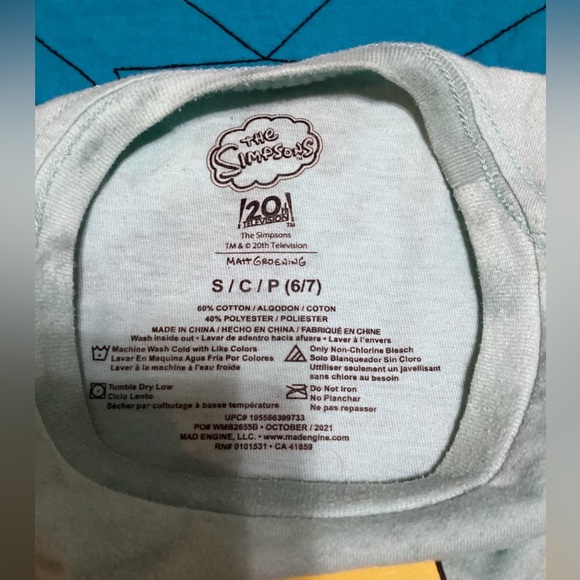 THE
SIMPSONS
20th
TELEVISION TM
The Simpsons
TM & © 20th Television
MATT GROENING
S / C / P (6/7)
60% COTTON / ALGODON / COTON
40% POLYESTER / POLIESTER
MADE IN CHINA / HECHO EN CHINA / FABRIQUÉ EN CHINE
Wash inside out • Lavar de adentro hacia afuera • Laver à l'envers
Machine Wash Cold with Like Colors
Lavar En Maquina Agua Fria Por Colores
Laver à la machine à l'eau froide
Only Non-Chlorine Bleach
Solo Blanqueador Sin Cloro
Utiliser seulement un javellisant
sans chlore au besoin
Tumble Dry Low
Ciclo Lento
Sécher par culbutage à basse température
Do Not Iron
No Planchar
Ne pas repasser
UPC# 195566399733
PO# WMB2655B • OCTOBER / 2021
MAD ENGINE, LLC. • www.madengine.com
RN# 0101531 • CA 41859